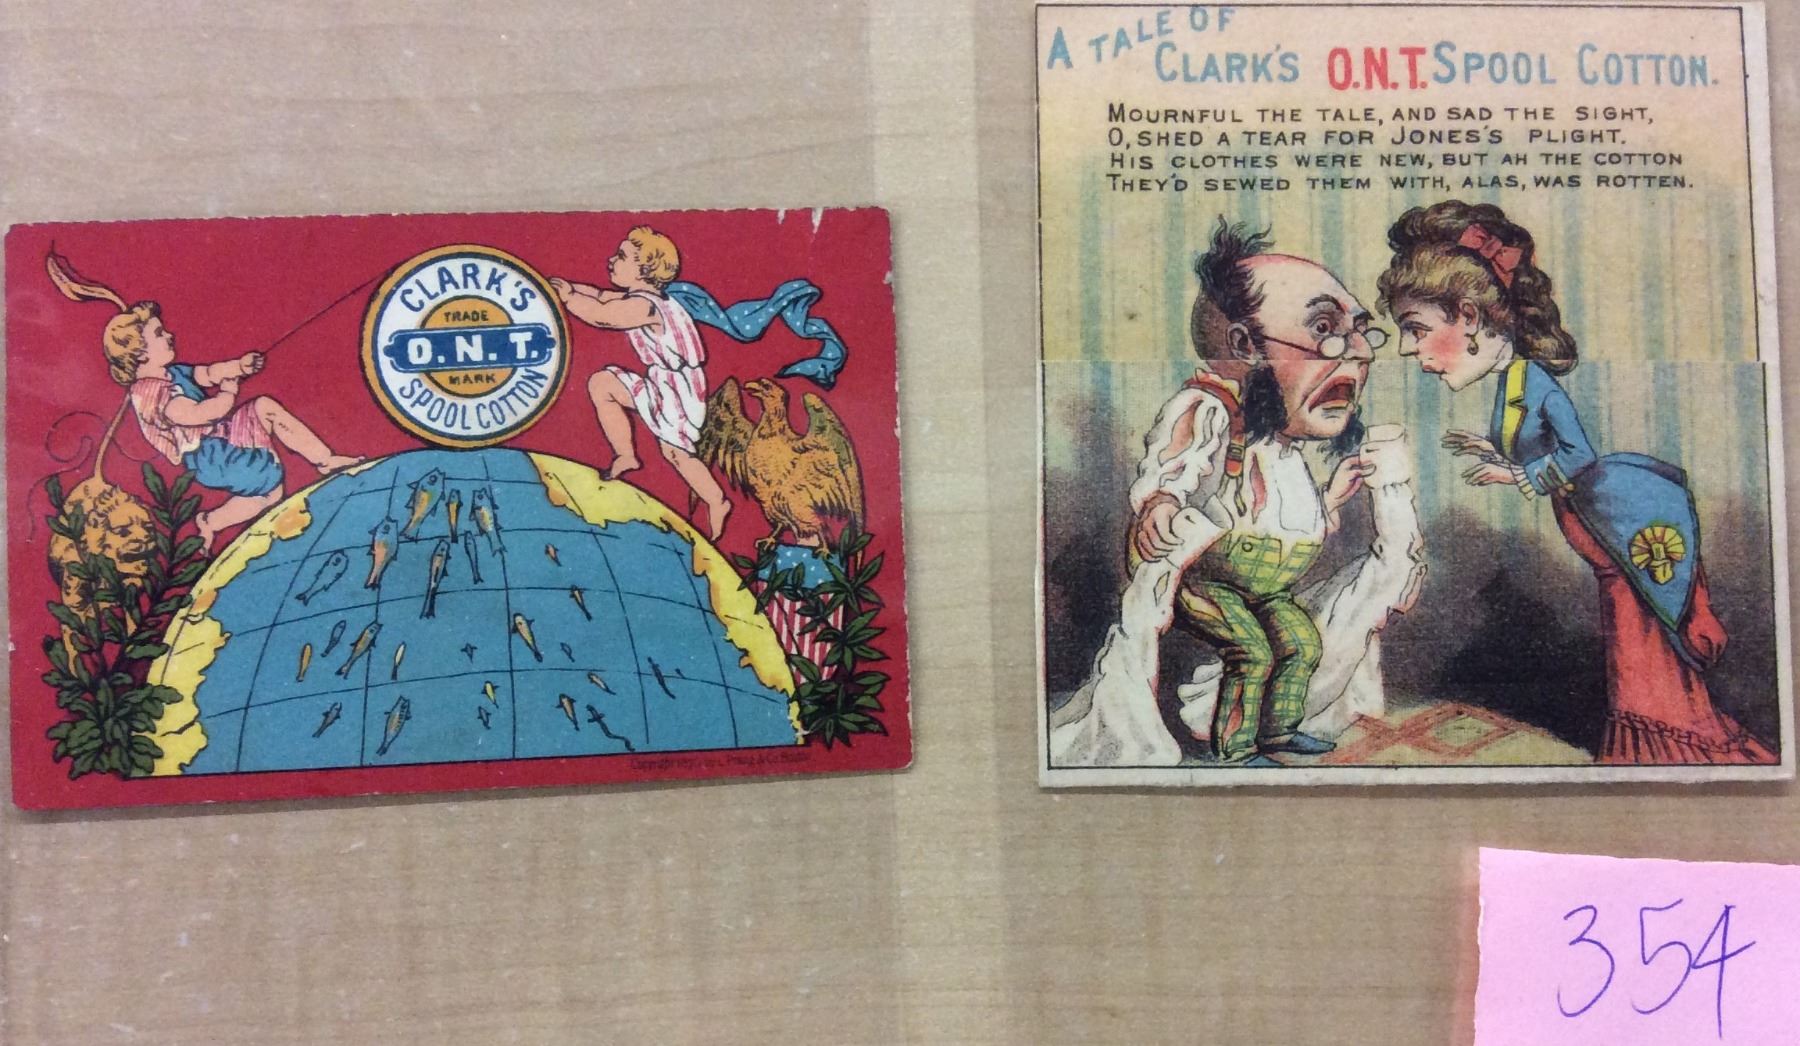 CLARK'S
TRADE
O.N.T.
MARK
SPOOL COTTON
A TALE OF
CLARK'S O.N.T. SPOOL COTTON.
MOURNFUL THE TALE, AND SAD THE SIGHT,
O, SHED A TEAR FOR JONES'S PLIGHT.
HIS CLOTHES WERE NEW, BUT AH THE COTTON
THEY'D SEWED THEM WITH, ALAS, WAS ROTTEN.
354